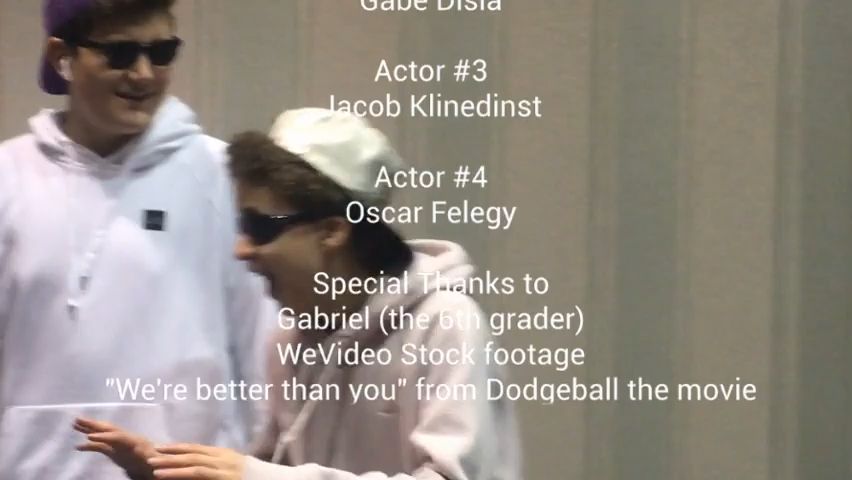 Gabe Disla
Actor #3
Jacob Klinedinst
Actor #4
Oscar Felegy
Special Thanks to
Gabriel (the 6th grader)
WeVideo Stock footage
"We're better than you" from Dodgeball the movie